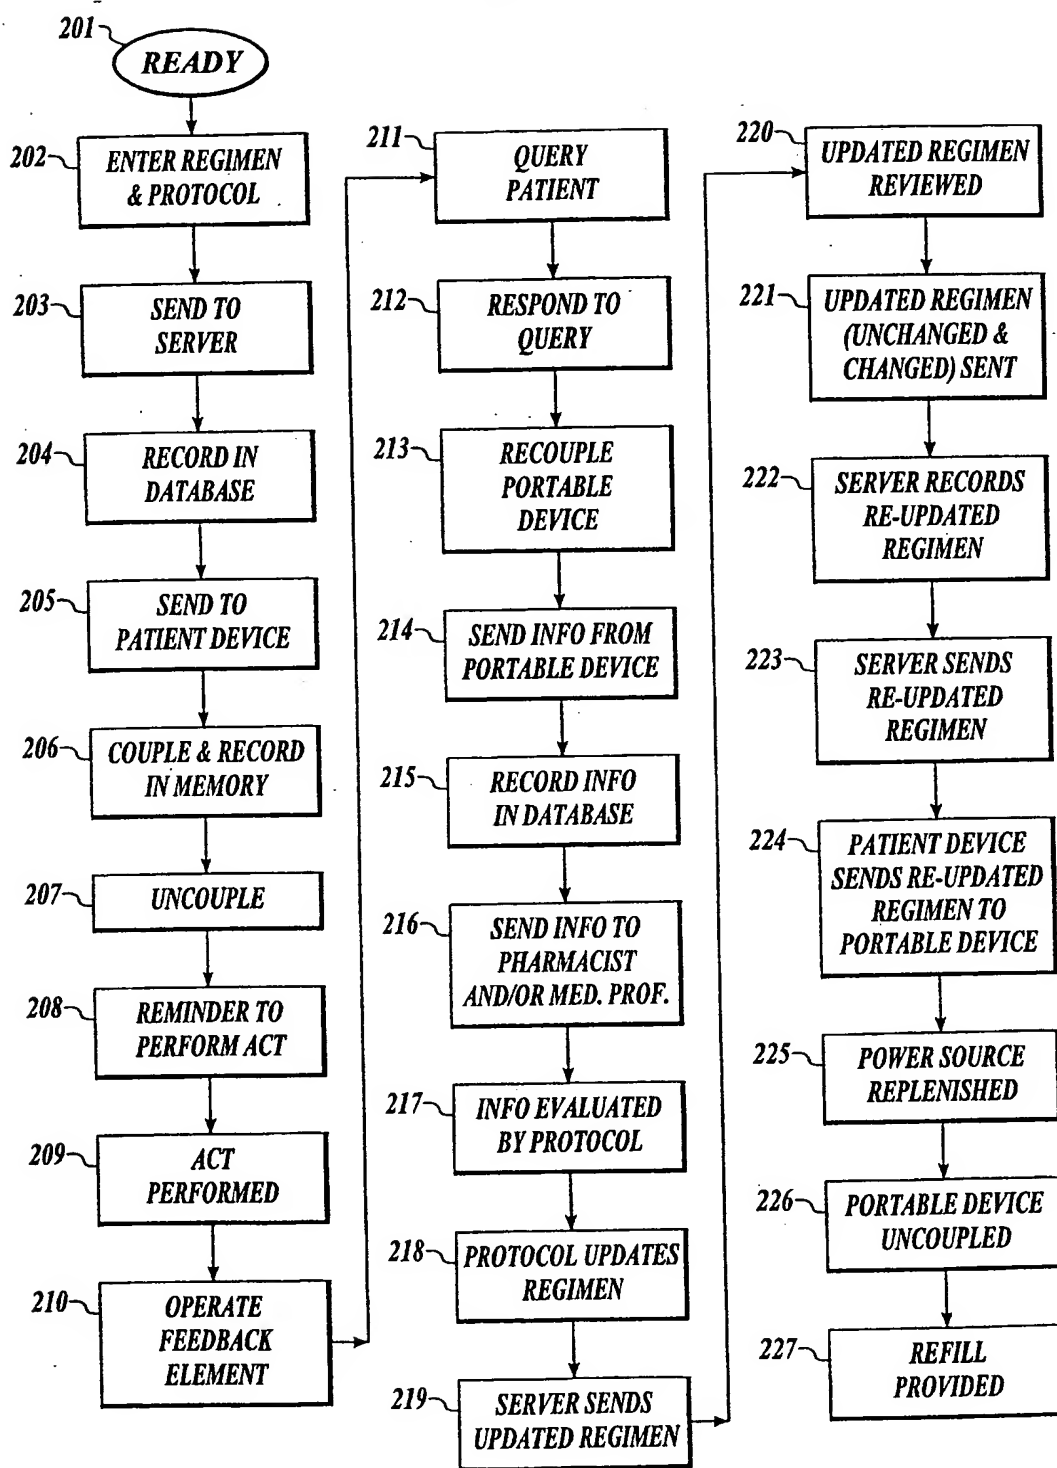 201
READY
202
ENTER REGIMEN
& PROTOCOL
203
SEND TO
SERVER
204
RECORD IN
DATABASE
205
SEND TO
PATIENT DEVICE
206
COUPLE & RECORD
IN MEMORY
207
UNCOUPLE
208
REMINDER TO
PERFORM ACT
209
ACT
PERFORMED
210
OPERATE
FEEDBACK
ELEMENT
211
QUERY
PATIENT
212
RESPOND TO
QUERY
213
RECOUPLE
PORTABLE
DEVICE
214
SEND INFO FROM
PORTABLE DEVICE
215
RECORD INFO
IN DATABASE
216
SEND INFO TO
PHARMACIST
AND/OR MED. PROF.
217
INFO EVALUATED
BY PROTOCOL
218
PROTOCOL UPDATES
REGIMEN
219
SERVER SENDS
UPDATED REGIMEN
220
UPDATED REGIMEN
REVIEWED
221
UPDATED REGIMEN
(UNCHANGED &
CHANGED) SENT
222
SERVER RECORDS
RE-UPDATED
REGIMEN
223
SERVER SENDS
RE-UPDATED
REGIMEN
224
PATIENT DEVICE
SENDS RE-UPDATED
REGIMEN TO
PORTABLE DEVICE
225
POWER SOURCE
REPLENISHED
226
PORTABLE DEVICE
UNCOUPLED
227
REFILL
PROVIDED